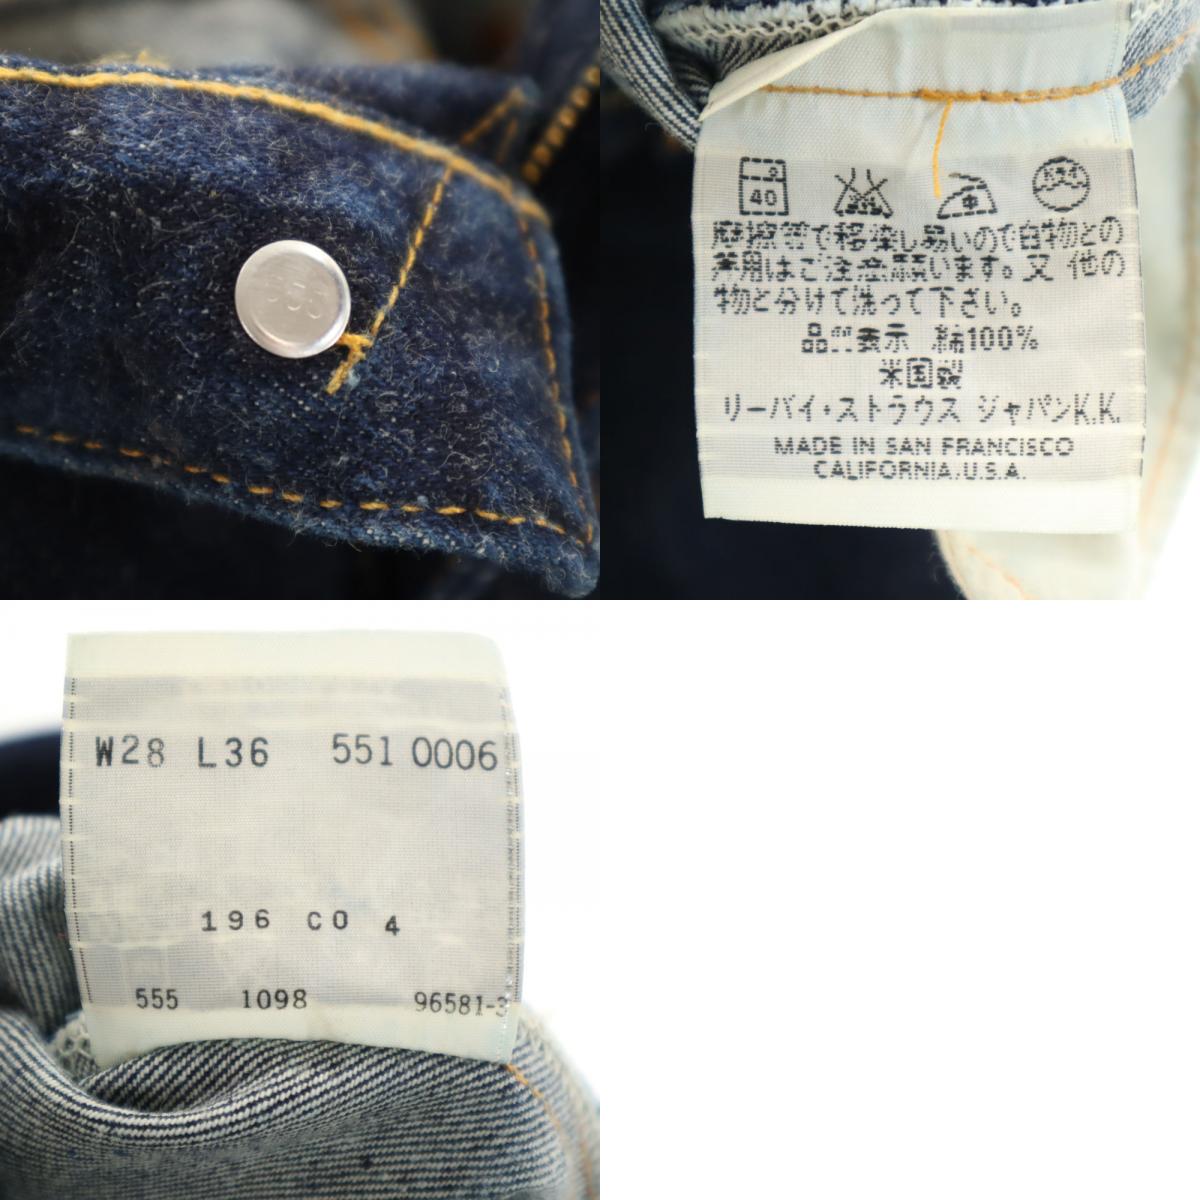 555
40
摩擦等で移染し易いので白物との
着用はご注意願います。又 他の
物と分けて洗って下さい。
品質表示 綿100%
米国製
リーバイ・ストラウス ジャパンK.K.
MADE IN SAN FRANCISCO
CALIFORNIA.U.S.A.
W28 L36 551 0006
196 CO 4
555 1098 96581-3